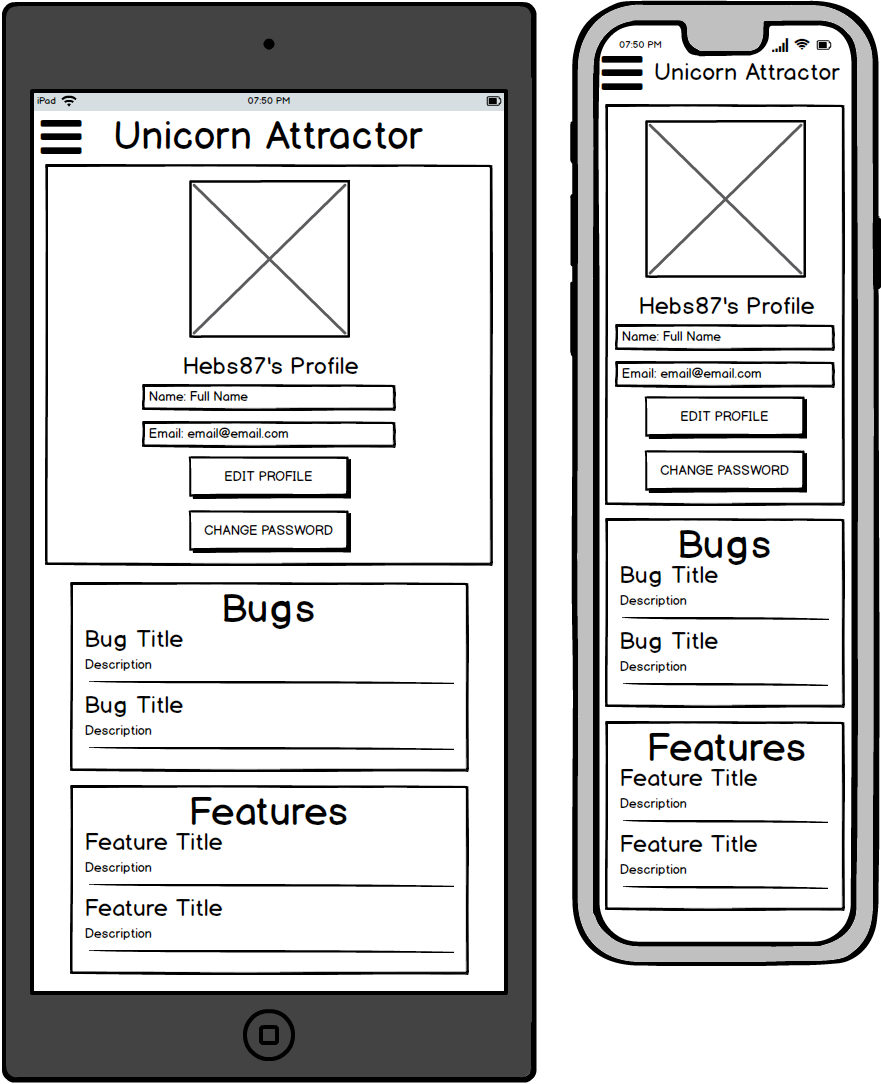 iPad 07:50 PM
Unicorn Attractor
Hebs87's Profile
Name: Full Name
Email: email@email.com
EDIT PROFILE
CHANGE PASSWORD
Bugs
Bug Title
Description
Bug Title
Description
Features
Feature Title
Description
Feature Title
Description
07:50 PM
Unicorn Attractor
Hebs87's Profile
Name: Full Name
Email: email@email.com
EDIT PROFILE
CHANGE PASSWORD
Bugs
Bug Title
Description
Bug Title
Description
Features
Feature Title
Description
Feature Title
Description